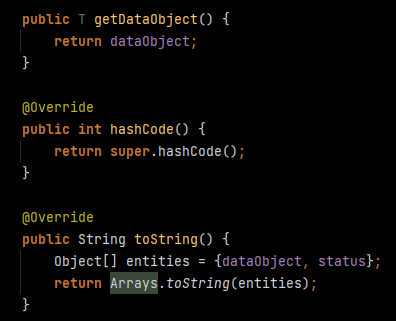 public T getDataObject() {
    return dataObject;
}

@Override
public int hashCode() {
    return super.hashCode();
}

@Override
public String toString() {
    Object[] entities = {dataObject, status};
    return Arrays.toString(entities);
}